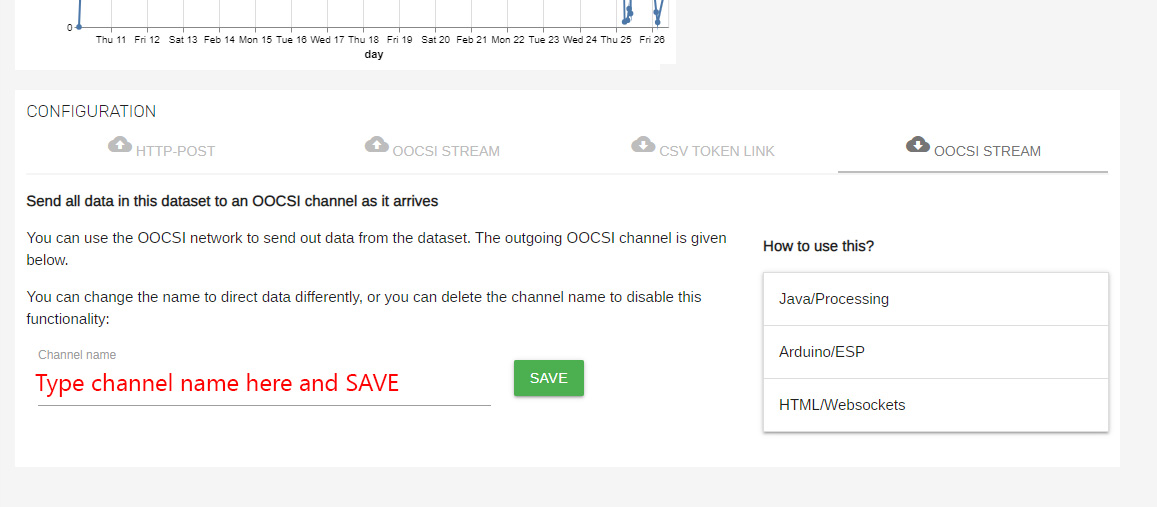 0
Thu 11 Fri 12 Sat 13 Feb 14 Mon 15 Tue 16 Wed 17 Thu 18 Fri 19 Sat 20 Feb 21 Mon 22 Tue 23 Wed 24 Thu 25 Fri 26
day
CONFIGURATION
HTTP-POST OOCSI STREAM CSV TOKEN LINK OOCSI STREAM
Send all data in this dataset to an OOCSI channel as it arrives
You can use the OOCSI network to send out data from the dataset. The outgoing OOCSI channel is given
below.
You can change the name to direct data differently, or you can delete the channel name to disable this
functionality:
Channel name
Type channel name here and SAVE
SAVE
How to use this?
Java/Processing
Arduino/ESP
HTML/Websockets